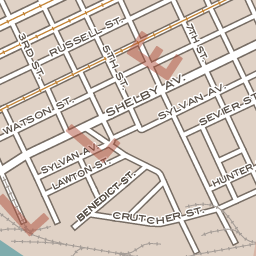 RUSSELL ST.
3RD ST.
5TH ST.
7TH ST.
WATSON ST.
SHELBY AV.
SYLVAN AV.
SEVIER ST.
SYLVAN AV.
LAWTON ST.
BENEDICT ST.
HUNTER
CRUTCHER ST.